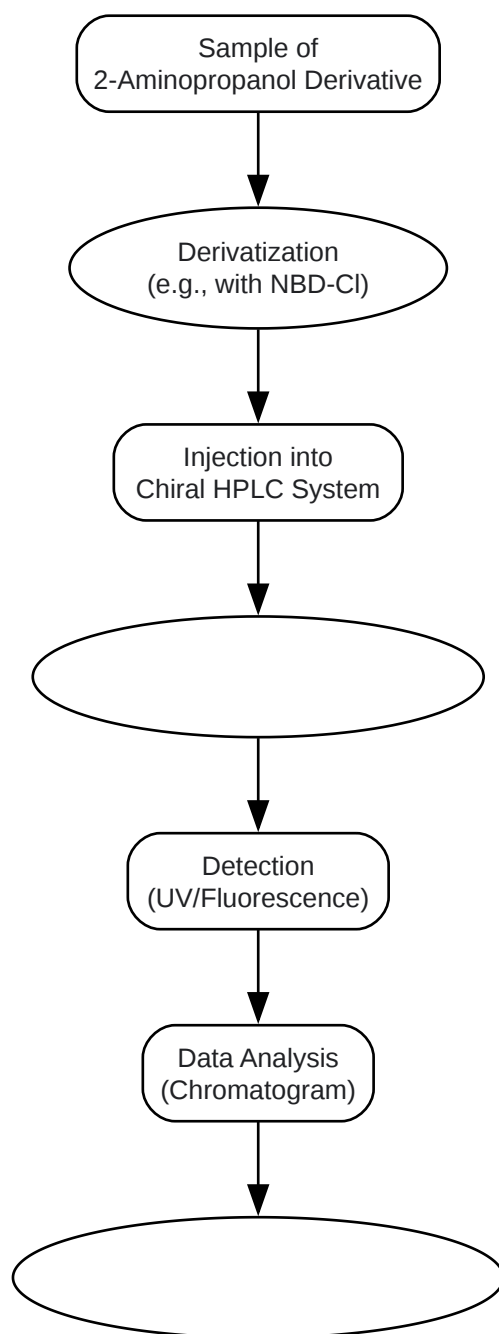 Sample of
2-Aminopropanol Derivative
Derivatization
(e.g., with NBD-Cl)
Injection into
Chiral HPLC System
Detection
(UV/Fluorescence)
Data Analysis
(Chromatogram)